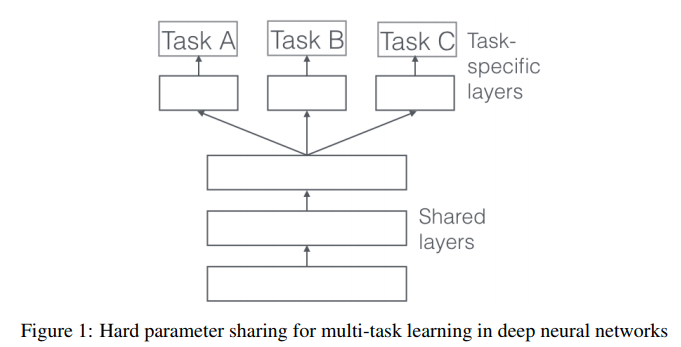 Task A
Task B
Task C
Task-
specific
layers
Shared
layers
Figure 1: Hard parameter sharing for multi-task learning in deep neural networks